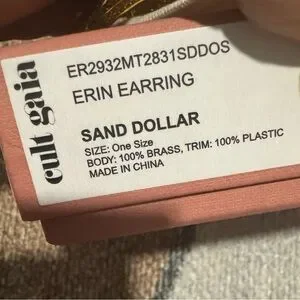 cult gaia
ER2932MT2831SDDOS
ERIN EARRING
SAND DOLLAR
SIZE: One Size
BODY: 100% BRASS, TRIM: 100% PLASTIC
MADE IN CHINA